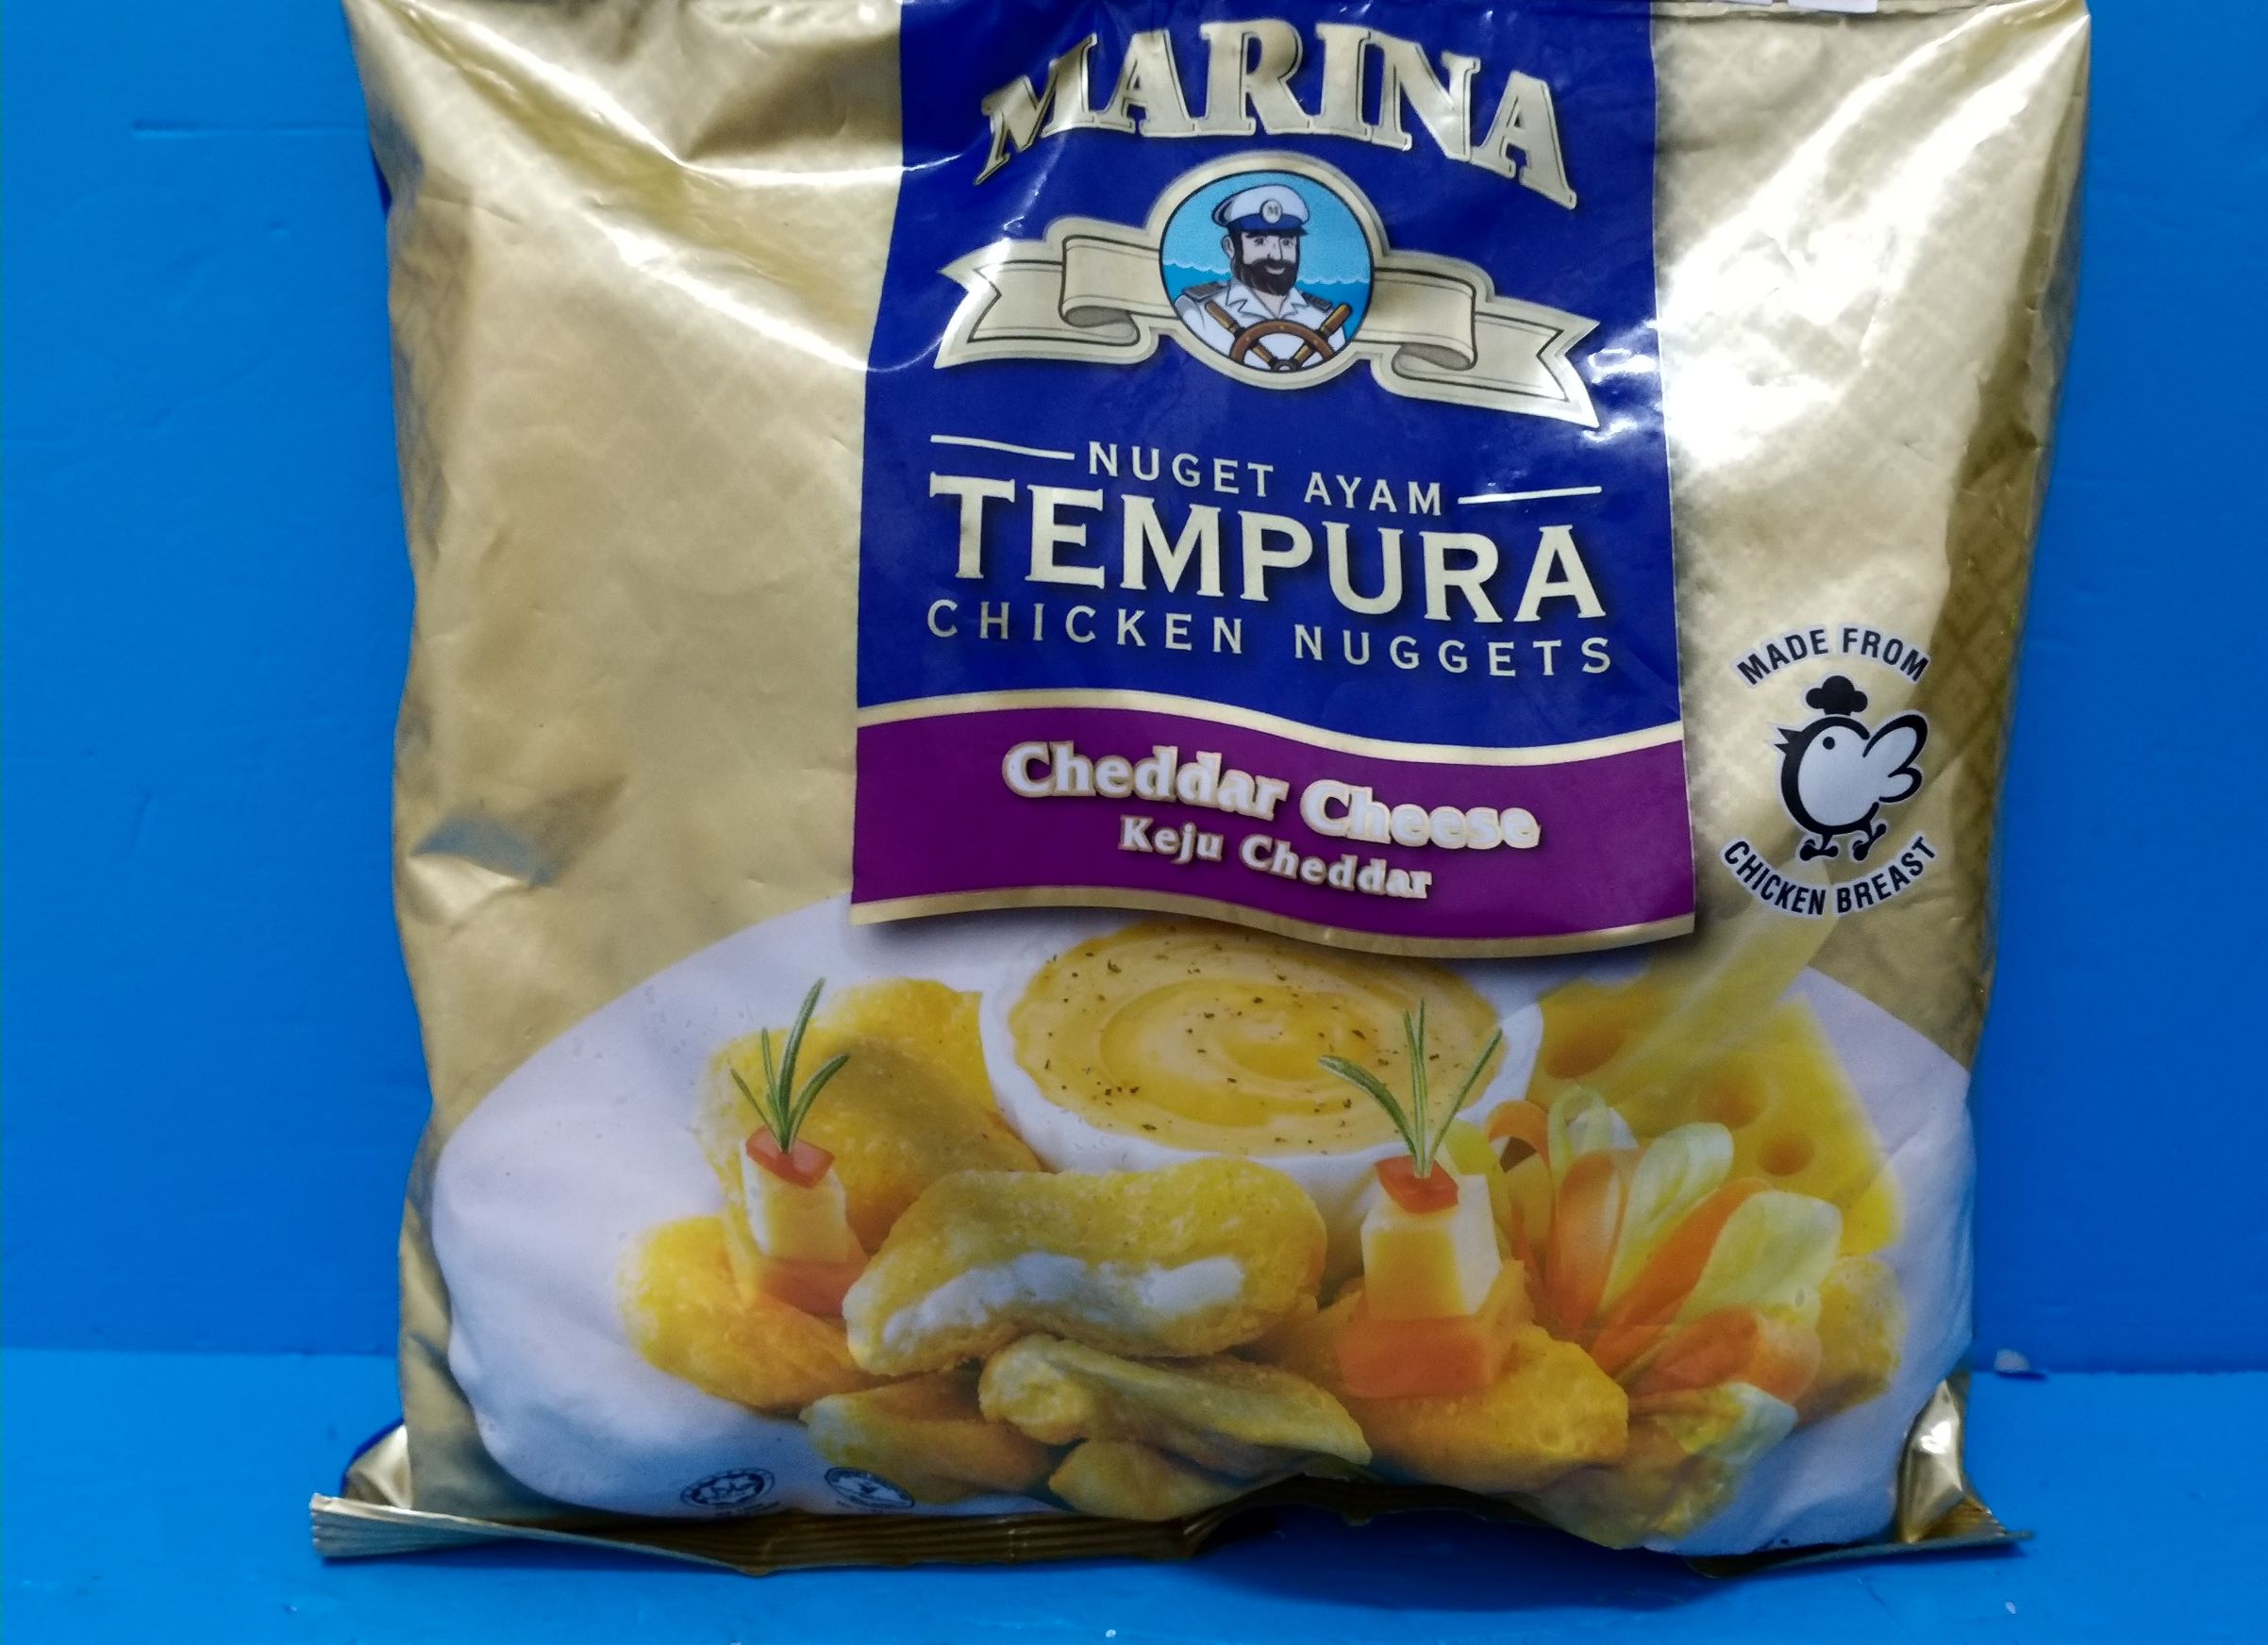 MARINA
M
NUGET AYAM
TEMPURA
CHICKEN NUGGETS
Cheddar Cheese
Keju Cheddar
MADE FROM
CHICKEN BREAST